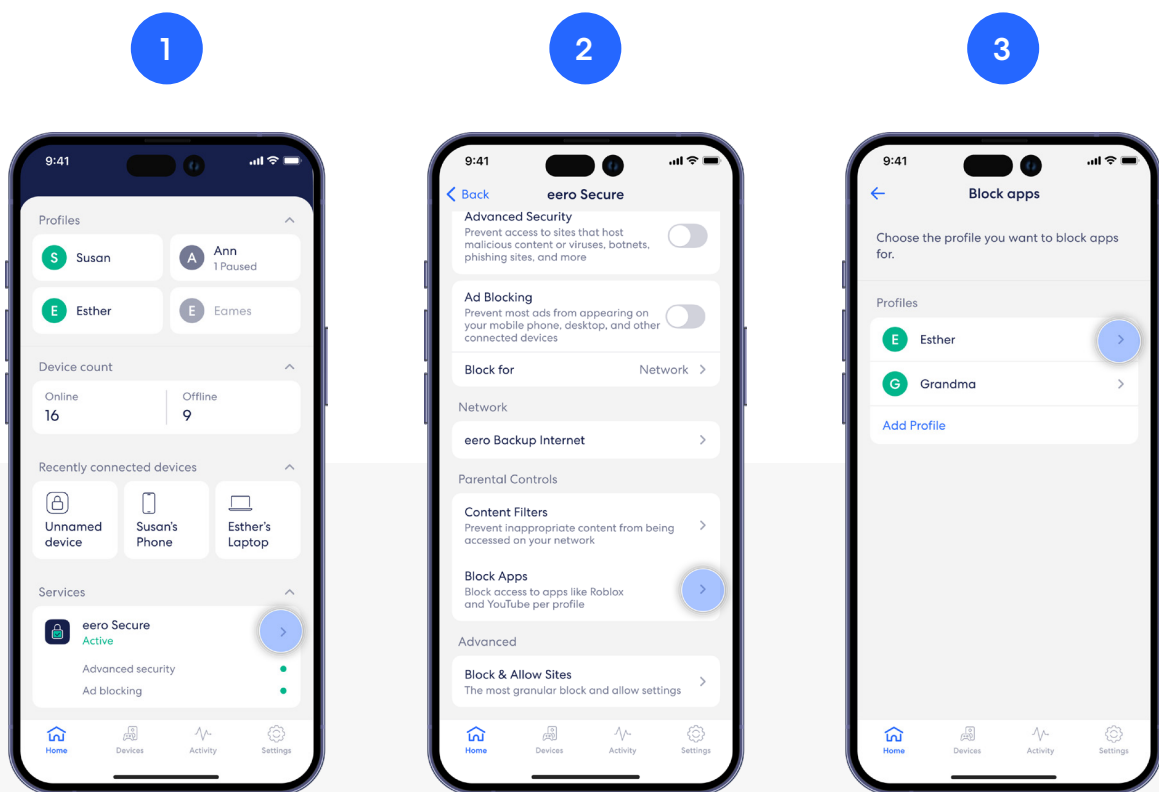 1
2
3
9:41
Profiles
S Susan
A Ann
1 Paused
E Esther
E Eames
Device count
Online
16
Offline
9
Recently connected devices
Unnamed
device
Susan's
Phone
Esther's
Laptop
Services
eero Secure
Active
Advanced security
Ad blocking
Home
Devices
Activity
Settings
9:41
Back
eero Secure
Advanced Security
Prevent access to sites that host
malicious content or viruses, botnets,
phishing sites, and more
Ad Blocking
Prevent most ads from appearing on
your mobile phone, desktop, and other
connected devices
Block for
Network
Network
eero Backup Internet
Parental Controls
Content Filters
Prevent inappropriate content from being
accessed on your network
Block Apps
Block access to apps like Roblox
and YouTube per profile
Advanced
Block & Allow Sites
The most granular block and allow settings
Home
Devices
Activity
Settings
9:41
Block apps
Choose the profile you want to block apps
for.
Profiles
E Esther
G Grandma
Add Profile
Home
Devices
Activity
Settings